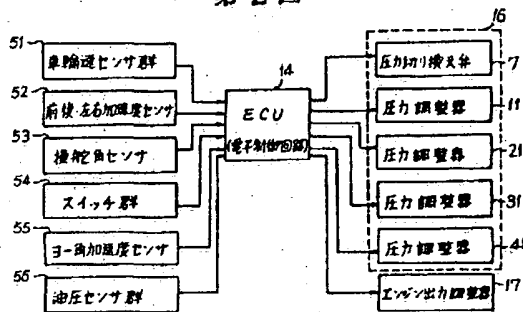 第2図
51
車輪速センサ群
52
前後・左右加速度センサ
53
操舵角センサ
54
スイッチ群
55
ヨー角加速度センサ
56
油圧センサ群
14
ECU
(電子制御回路)
16
圧力切り換え弁
7
圧力調整器
11
圧力調整器
21
圧力調整器
31
圧力調整器
41
エンジン出力調整器
17